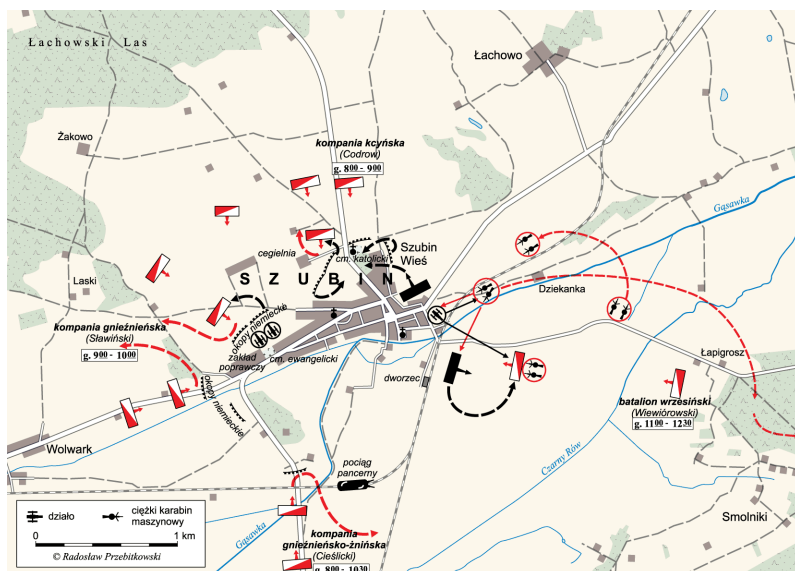 Łachowski Las
Łachowo
Żakowo
kompania kcyńska
(Codrow)
g. 8⁰⁰ - 9⁰⁰
Gąsawka
Szubin
Wieś
cegielnia
cm. katolicki
SZUBIN
Laski
Dziekanka
okopy niemieckie
kompania gnieźnieńska
(Sławiński)
g. 9⁰⁰ - 10⁰⁰
zakład
poprawczy
cm. ewangelicki
Łapigrosz
dworzec
okopy niemieckie
batalion wrzesiński
(Wiewiórowski)
g. 11⁰⁰ - 12³⁰
Wolwark
Czarny Rów
pociąg
pancerny
działo
ciężki karabin
maszynowy
0 1 km
© Radosław Przebitkowski
Gąsawka
kompania
gnieźnieńsko-żnińska
(Cieślicki)
g. 8⁰⁰ - 10³⁰
Smolniki